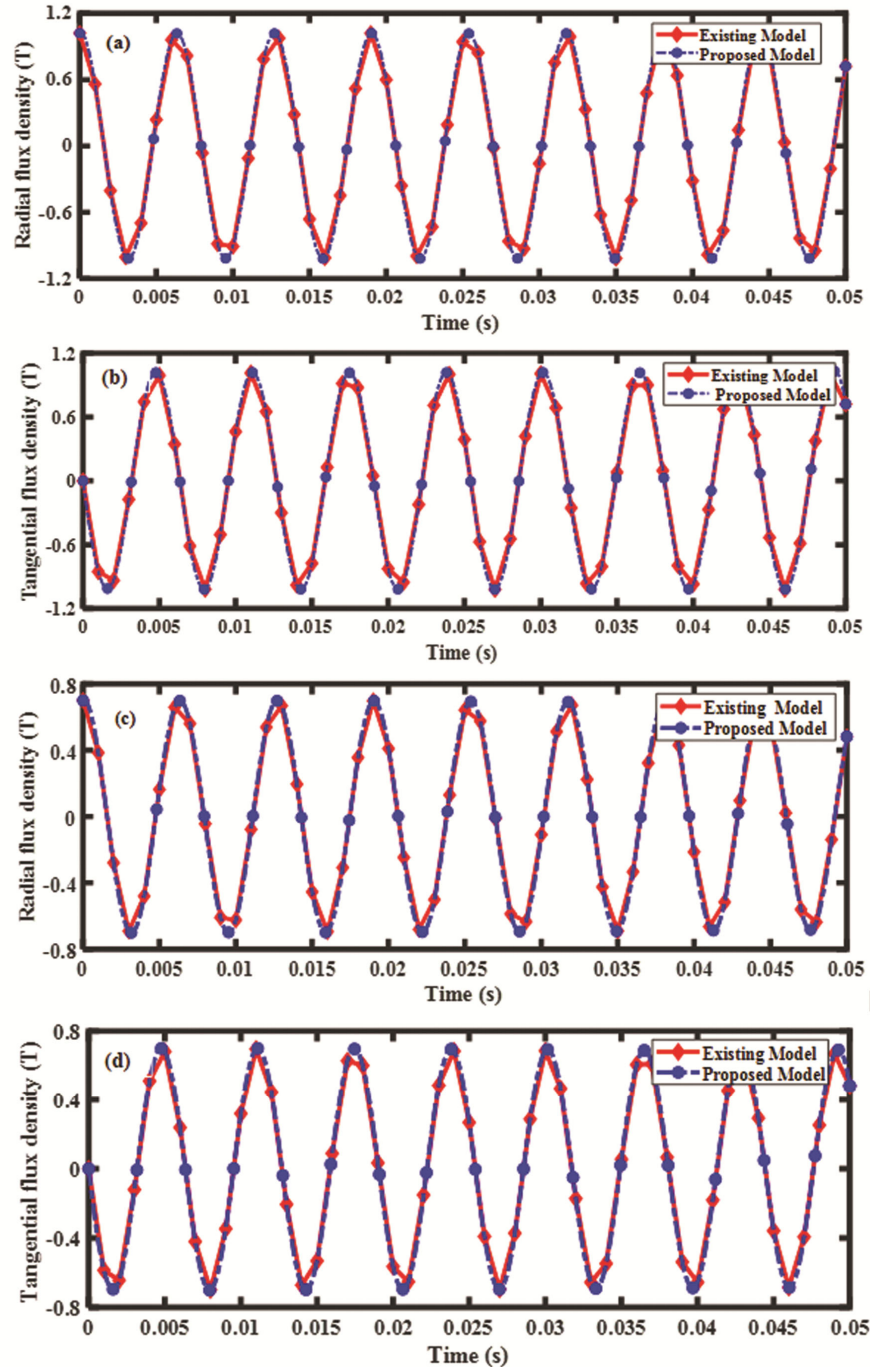 (a)
Existing Model
Proposed Model
Radial flux density (T)
1.2
0.6
0
-0.6
-1.2
0 0.005 0.01 0.015 0.02 0.025 0.03 0.035 0.04 0.045 0.05
Time (s)
(b)
Existing Model
Proposed Model
Tangential flux density (T)
1.2
0.6
0
-0.6
-1.2
0 0.005 0.01 0.015 0.02 0.025 0.03 0.035 0.04 0.045 0.05
Time (s)
(c)
Existing Model
Proposed Model
Radial flux density (T)
0.8
0.4
0
-0.4
-0.8
0 0.005 0.01 0.015 0.02 0.025 0.03 0.035 0.04 0.045 0.05
Time (s)
(d)
Existing Model
Proposed Model
Tangential flux density (T)
0.8
0.4
0
-0.4
-0.8
0 0.005 0.01 0.015 0.02 0.025 0.03 0.035 0.04 0.045 0.05
Time (s)